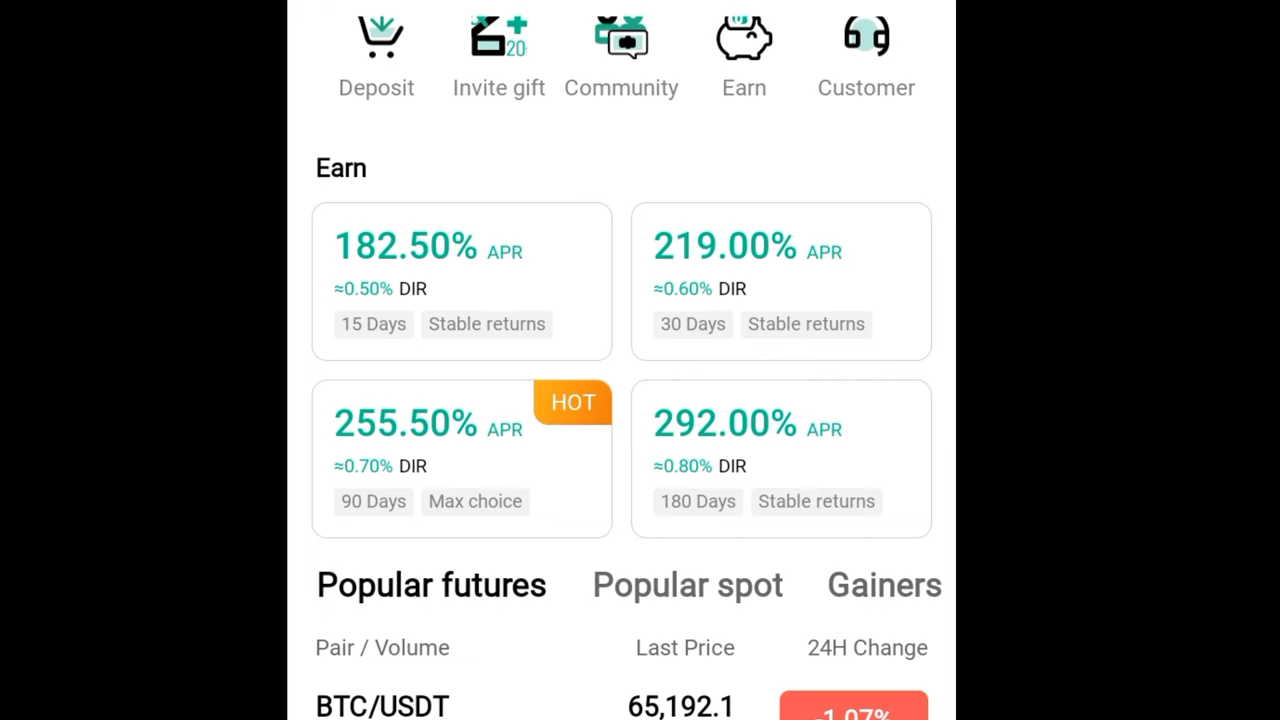 20
Deposit Invite gift Community Earn Customer
Earn
182.50% APR 219.00% APR
≈0.50% DIR ≈0.60% DIR
15 Days Stable returns 30 Days Stable returns
HOT
255.50% APR 292.00% APR
≈0.70% DIR ≈0.80% DIR
90 Days Max choice 180 Days Stable returns
Popular futures Popular spot Gainers
Pair / Volume Last Price 24H Change
BTC/USDT 65,192.1 -1.07%